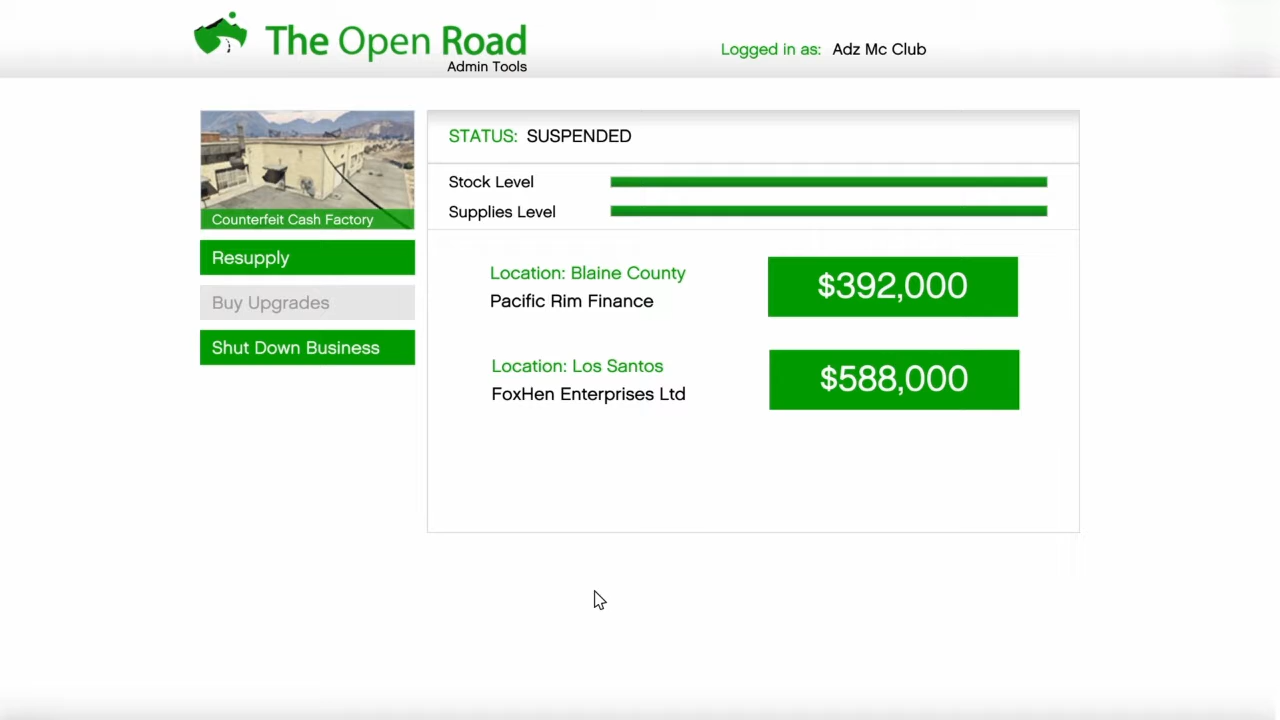 The Open Road
Admin Tools
Logged in as: Adz Mc Club
Counterfeit Cash Factory
Resupply
Buy Upgrades
Shut Down Business
STATUS: SUSPENDED
Stock Level
Supplies Level
Location: Blaine County
Pacific Rim Finance
$392,000
Location: Los Santos
FoxHen Enterprises Ltd
$588,000